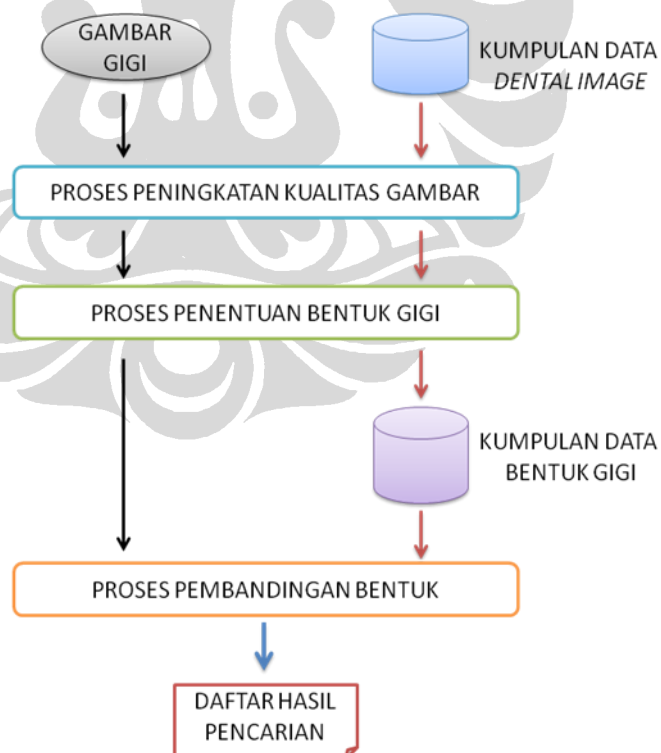 GAMBAR
GIGI
KUMPULAN DATA
DENTAL IMAGE
PROSES PENINGKATAN KUALITAS GAMBAR
PROSES PENENTUAN BENTUK GIGI
KUMPULAN DATA
BENTUK GIGI
PROSES PEMBANDINGAN BENTUK
DAFTAR HASIL
PENCARIAN